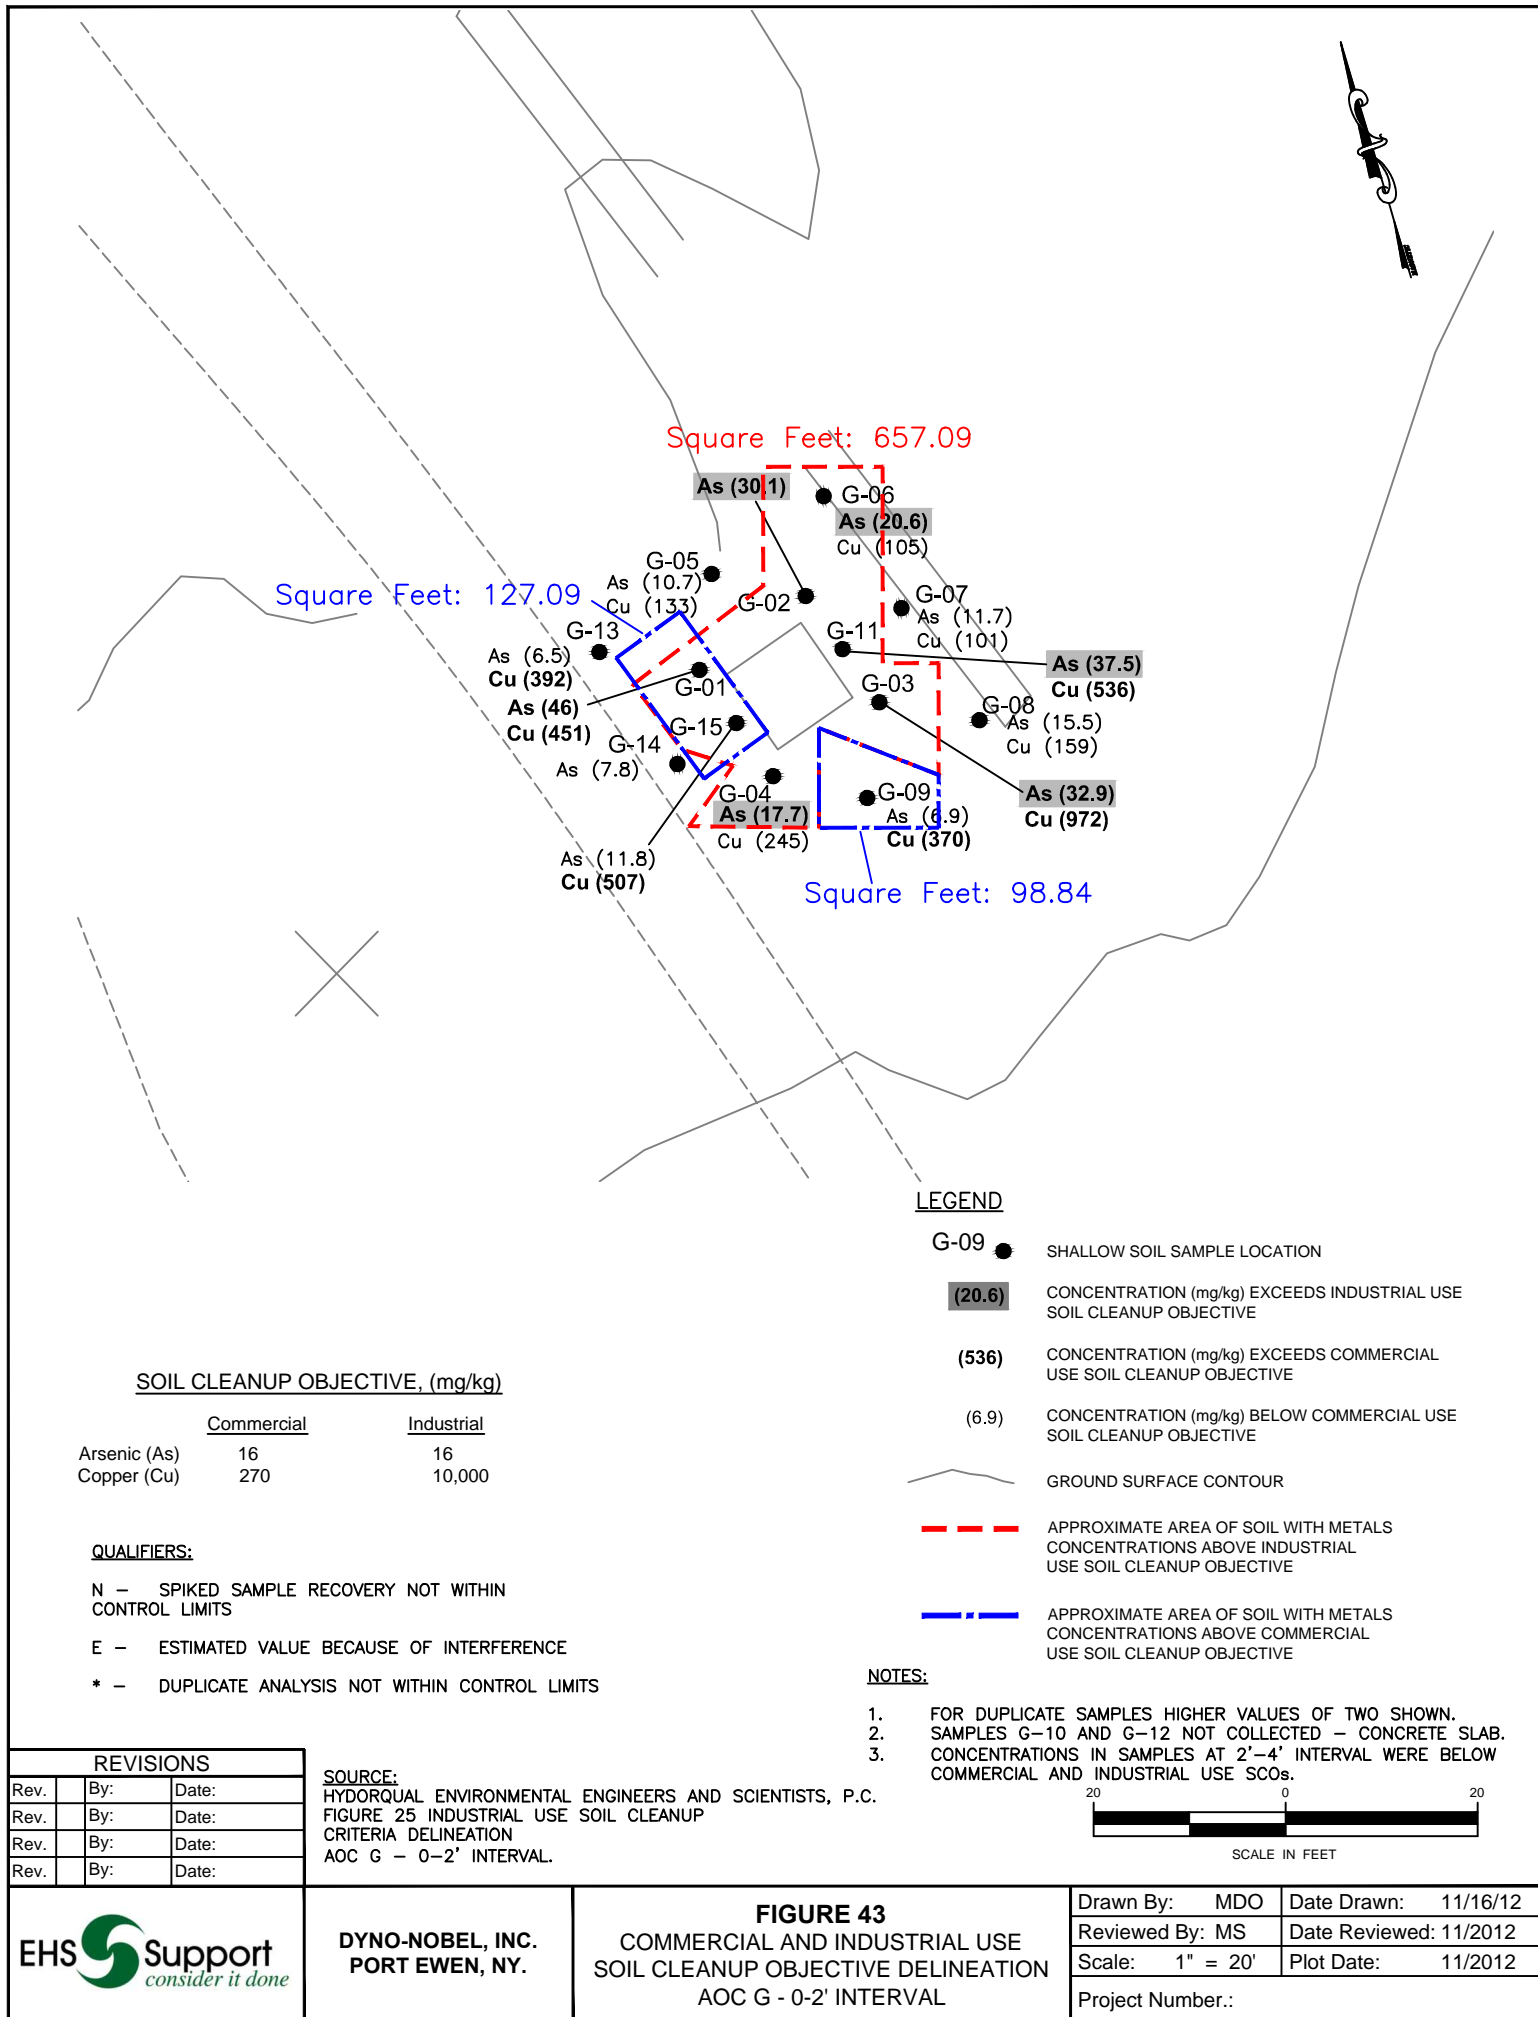 Square Feet: 657.09
As (30.1)
G-06
As (20.6)
Cu (105)
G-05
As (10.7)
Cu (133)
Square Feet: 127.09
G-02
G-07
As (11.7)
Cu (101)
G-13
As (6.5)
Cu (392)
G-11
As (37.5)
Cu (536)
G-01
As (46)
Cu (451)
G-03
G-08
As (15.5)
Cu (159)
G-15
G-14
As (7.8)
G-04
As (17.7)
Cu (245)
G-09
As (6.9)
Cu (370)
As (32.9)
Cu (972)
As (11.8)
Cu (507)
Square Feet: 98.84
LEGEND
G-09
SHALLOW SOIL SAMPLE LOCATION
(20.6)
CONCENTRATION (mg/kg) EXCEEDS INDUSTRIAL USE
SOIL CLEANUP OBJECTIVE
(536)
CONCENTRATION (mg/kg) EXCEEDS COMMERCIAL
USE SOIL CLEANUP OBJECTIVE
(6.9)
CONCENTRATION (mg/kg) BELOW COMMERCIAL USE
SOIL CLEANUP OBJECTIVE
GROUND SURFACE CONTOUR
APPROXIMATE AREA OF SOIL WITH METALS
CONCENTRATIONS ABOVE INDUSTRIAL
USE SOIL CLEANUP OBJECTIVE
APPROXIMATE AREA OF SOIL WITH METALS
CONCENTRATIONS ABOVE COMMERCIAL
USE SOIL CLEANUP OBJECTIVE
SOIL CLEANUP OBJECTIVE, (mg/kg)
Commercial Industrial
Arsenic (As) 16 16
Copper (Cu) 270 10,000
QUALIFIERS:
N – SPIKED SAMPLE RECOVERY NOT WITHIN
CONTROL LIMITS
E – ESTIMATED VALUE BECAUSE OF INTERFERENCE
* – DUPLICATE ANALYSIS NOT WITHIN CONTROL LIMITS
NOTES:
1. FOR DUPLICATE SAMPLES HIGHER VALUES OF TWO SHOWN.
2. SAMPLES G–10 AND G–12 NOT COLLECTED – CONCRETE SLAB.
3. CONCENTRATIONS IN SAMPLES AT 2'–4' INTERVAL WERE BELOW
COMMERCIAL AND INDUSTRIAL USE SCOs.
20 0 20
SCALE IN FEET
REVISIONS
Rev. By: Date:
Rev. By: Date:
Rev. By: Date:
Rev. By: Date:
SOURCE:
HYDORQUAL ENVIRONMENTAL ENGINEERS AND SCIENTISTS, P.C.
FIGURE 25 INDUSTRIAL USE SOIL CLEANUP
CRITERIA DELINEATION
AOC G – 0–2' INTERVAL.
EHS Support
consider it done
DYNO-NOBEL, INC.
PORT EWEN, NY.
FIGURE 43
COMMERCIAL AND INDUSTRIAL USE
SOIL CLEANUP OBJECTIVE DELINEATION
AOC G - 0-2' INTERVAL
Drawn By: MDO Date Drawn: 11/16/12
Reviewed By: MS Date Reviewed: 11/2012
Scale: 1" = 20' Plot Date: 11/2012
Project Number.: